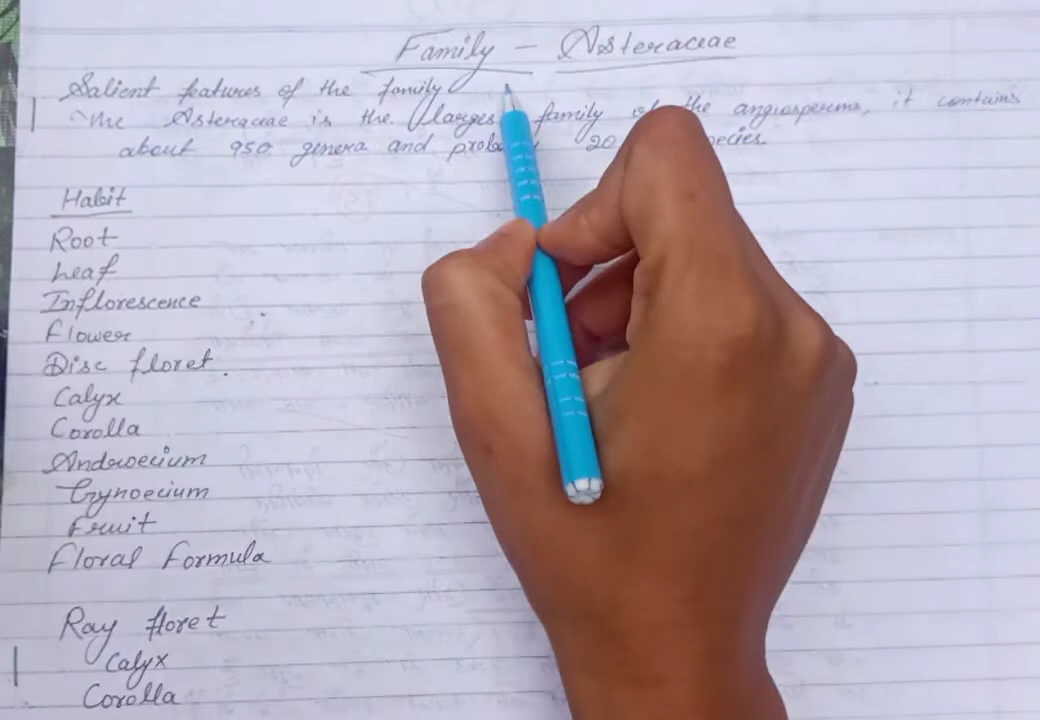 Family - Asteraceae
Salient features of the family
The Asteraceae is the larges family of the angiosperms, it contains
about 950 genera and 20
Habit
Root
Leaf
Inflorescence
Flower
Disc floret.
Calyx
Corolla
Androecium
Gynoecium
Fruit
Floral Formula
Ray floret
Calyx
Corolla